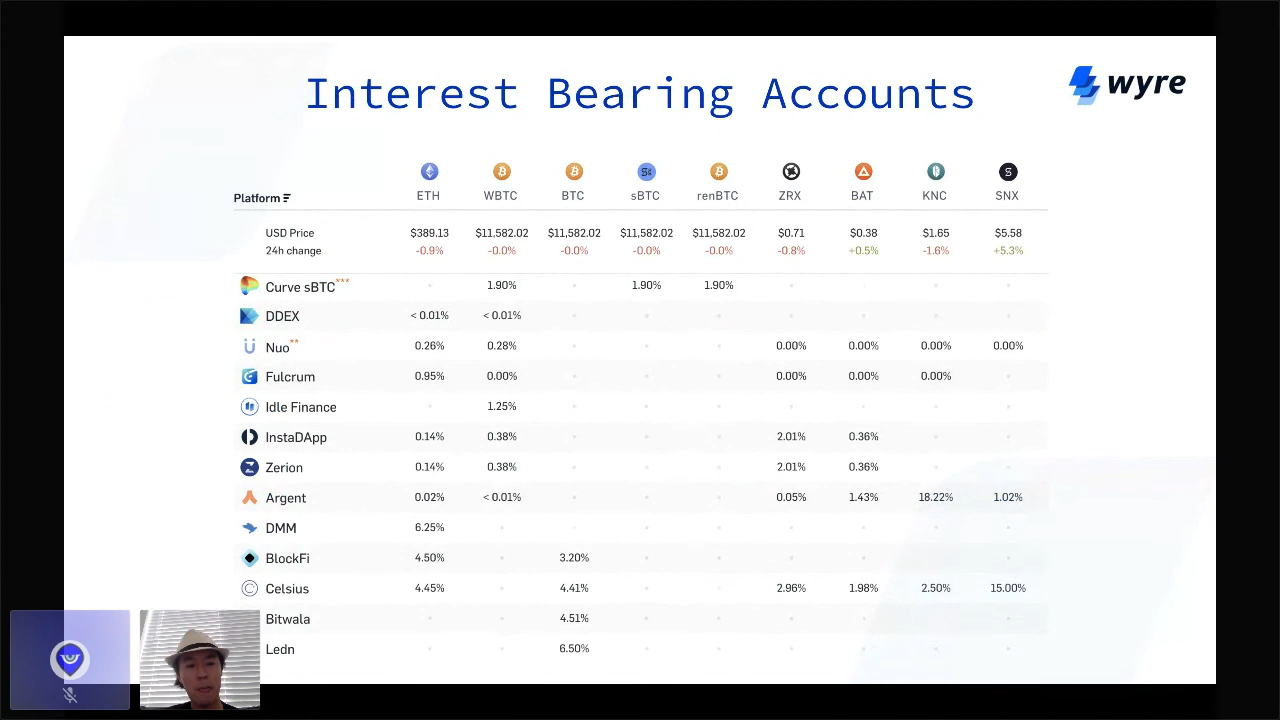 Interest Bearing Accounts
wyre
Platform ETH WBTC BTC sBTC renBTC ZRX BAT KNC SNX
USD Price $389.13 $11,582.02 $11,582.02 $11,582.02 $11,582.02 $0.71 $0.38 $1.65 $5.58
24h change -0.9% -0.0% -0.0% -0.0% -0.0% -0.8% +0.5% -1.6% +5.3%
Curve sBTC*** 1.90% 1.90% 1.90%
DDEX < 0.01% < 0.01%
Nuo** 0.26% 0.28% 0.00% 0.00% 0.00% 0.00%
Fulcrum 0.95% 0.00% 0.00% 0.00% 0.00%
Idle Finance 1.25%
InstaDApp 0.14% 0.38% 2.01% 0.36%
Zerion 0.14% 0.38% 2.01% 0.36%
Argent 0.02% < 0.01% 0.05% 1.43% 18.22% 1.02%
DMM 6.25%
BlockFi 4.50% 3.20%
Celsius 4.45% 4.41% 2.96% 1.98% 2.50% 15.00%
Bitwala 4.51%
Ledn 6.50%